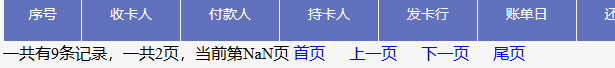 序号 收卡人 付款人 持卡人 发卡行 账单日
一共有9条记录，一共2页，当前第NaN页 首页 上一页 下一页 尾页